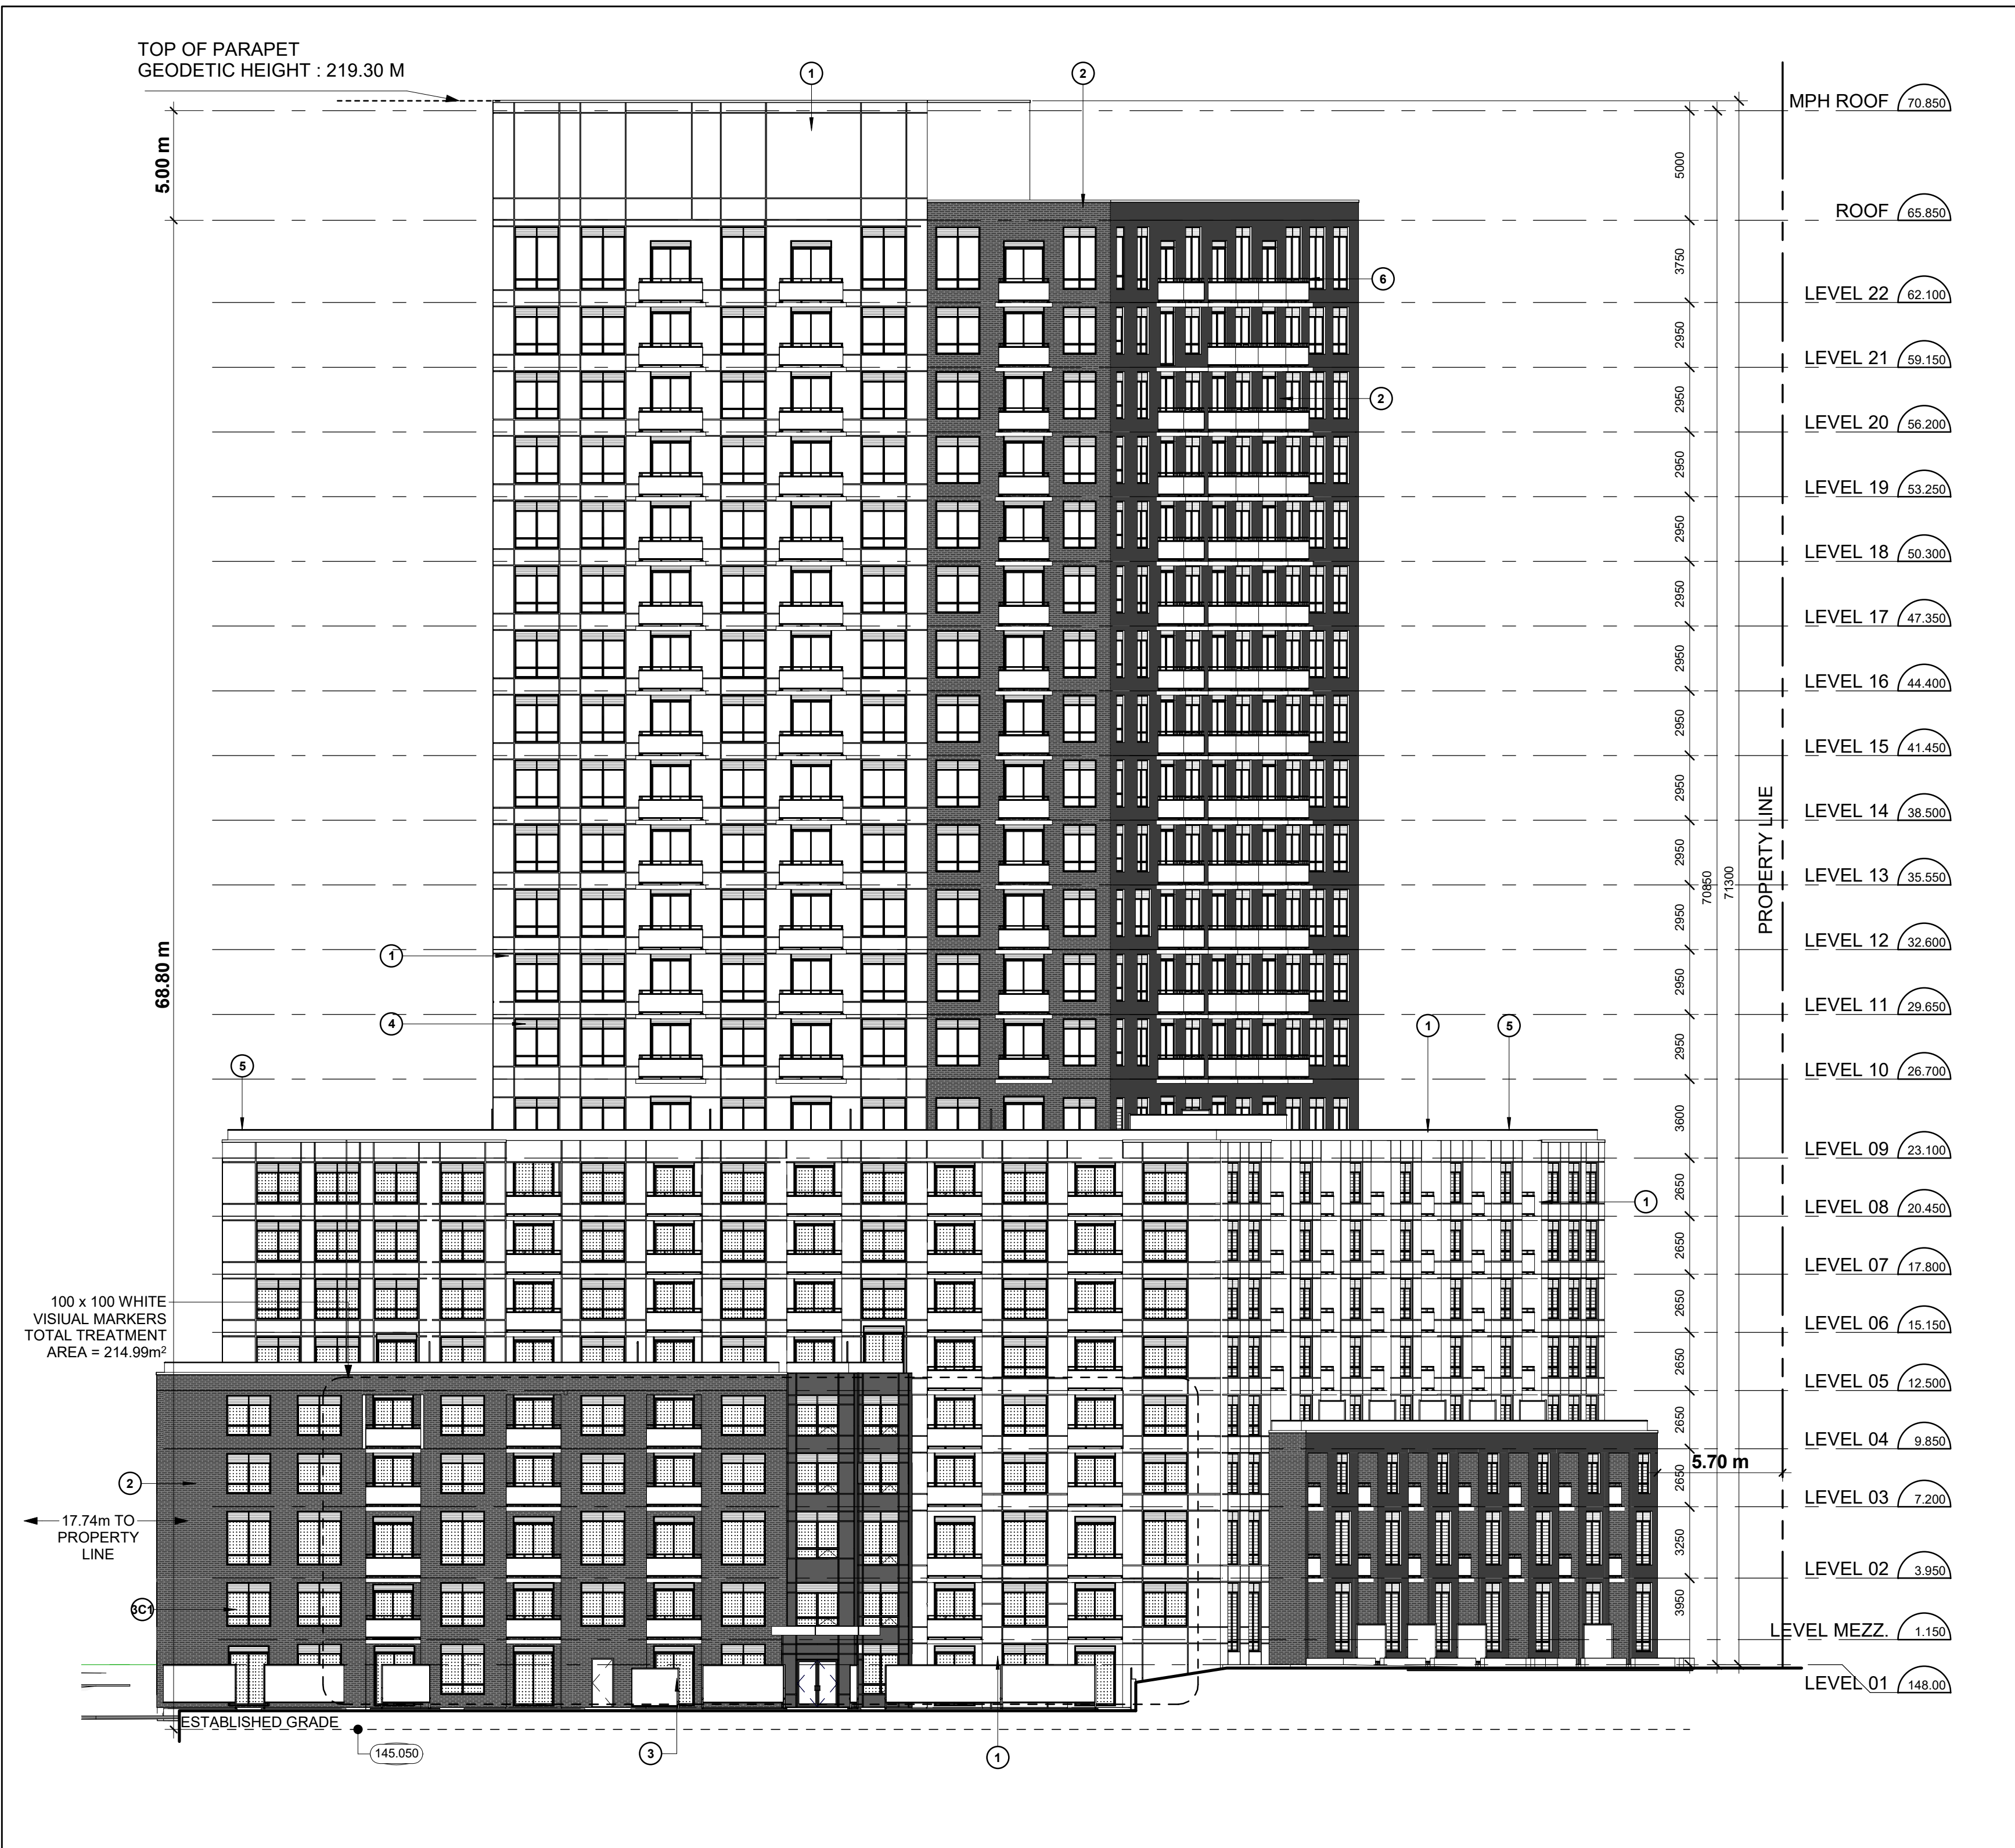 TOP OF PARAPET
GEODETIC HEIGHT : 219.30 M
1
2
5.00 m
68.80 m
6
2
1
4
5
1
5
1
100 x 100 WHITE
VISIUAL MARKERS
TOTAL TREATMENT
AREA = 214.99m²
2
17.74m TO
PROPERTY
LINE
3C1
ESTABLISHED GRADE
145.050
3
1
5000
3750
2950
2950
2950
2950
2950
2950
2950
2950
2950
2950
2950
2950
3600
2650
2650
2650
2650
2650
2650
3250
3950
70850
71300
5.70 m
PROPERTY LINE
MPH ROOF 70.850
ROOF 65.850
LEVEL 22 62.100
LEVEL 21 59.150
LEVEL 20 56.200
LEVEL 19 53.250
LEVEL 18 50.300
LEVEL 17 47.350
LEVEL 16 44.400
LEVEL 15 41.450
LEVEL 14 38.500
LEVEL 13 35.550
LEVEL 12 32.600
LEVEL 11 29.650
LEVEL 10 26.700
LEVEL 09 23.100
LEVEL 08 20.450
LEVEL 07 17.800
LEVEL 06 15.150
LEVEL 05 12.500
LEVEL 04 9.850
LEVEL 03 7.200
LEVEL 02 3.950
LEVEL MEZZ. 1.150
LEVEL 01 148.00